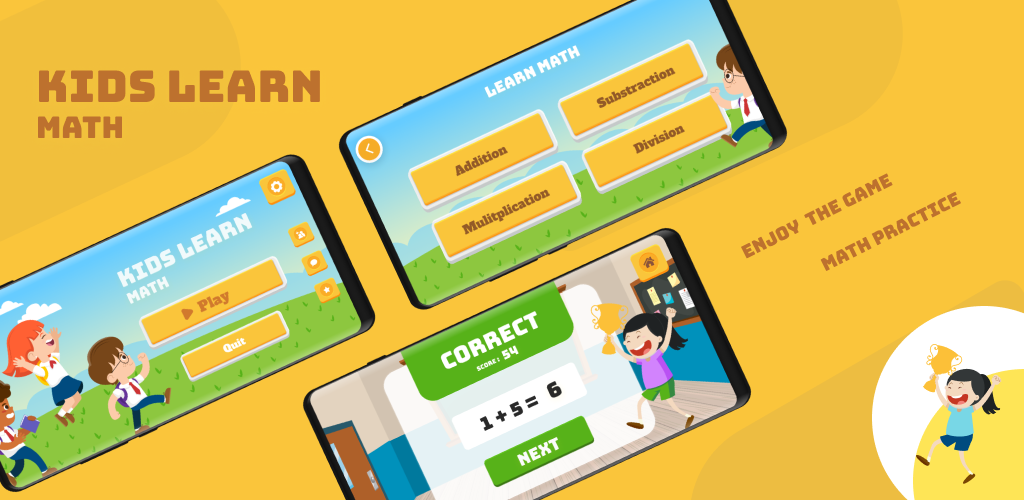 KIDS LEARN
MATH
LEARN MATH
Addition
Substraction
Mulitplication
Division
KIDS LEARN
MATH
Play
Quit
CORRECT
SCORE: 54
1+5= 6
NEXT
ENJOY THE GAME
MATH PRACTICE